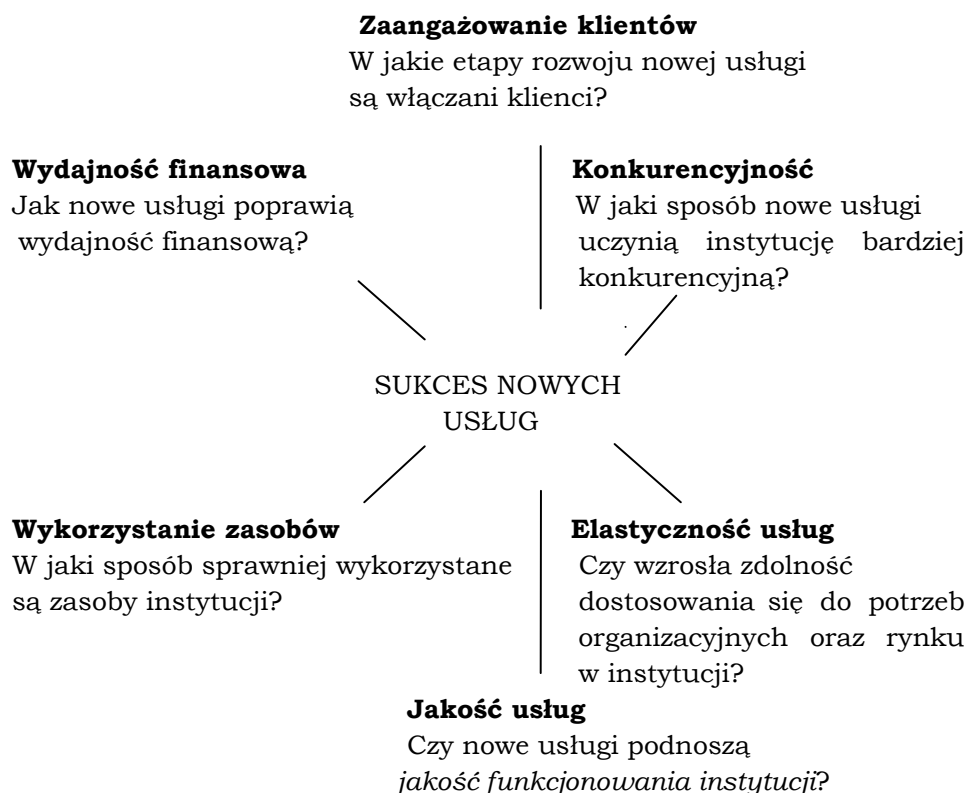 Zaangażowanie klientów
W jakie etapy rozwoju nowej usługi
są włączani klienci?
Wydajność finansowa
Jak nowe usługi poprawią
wydajność finansową?
Konkurencyjność
W jaki sposób nowe usługi
uczynią instytucję bardziej
konkurencyjną?
SUKCES NOWYCH
USŁUG
Wykorzystanie zasobów
W jaki sposób sprawniej wykorzystane
są zasoby instytucji?
Elastyczność usług
Czy wzrosła zdolność
dostosowania się do potrzeb
organizacyjnych oraz rynku
w instytucji?
Jakość usług
Czy nowe usługi podnoszą
jakość funkcjonowania instytucji?